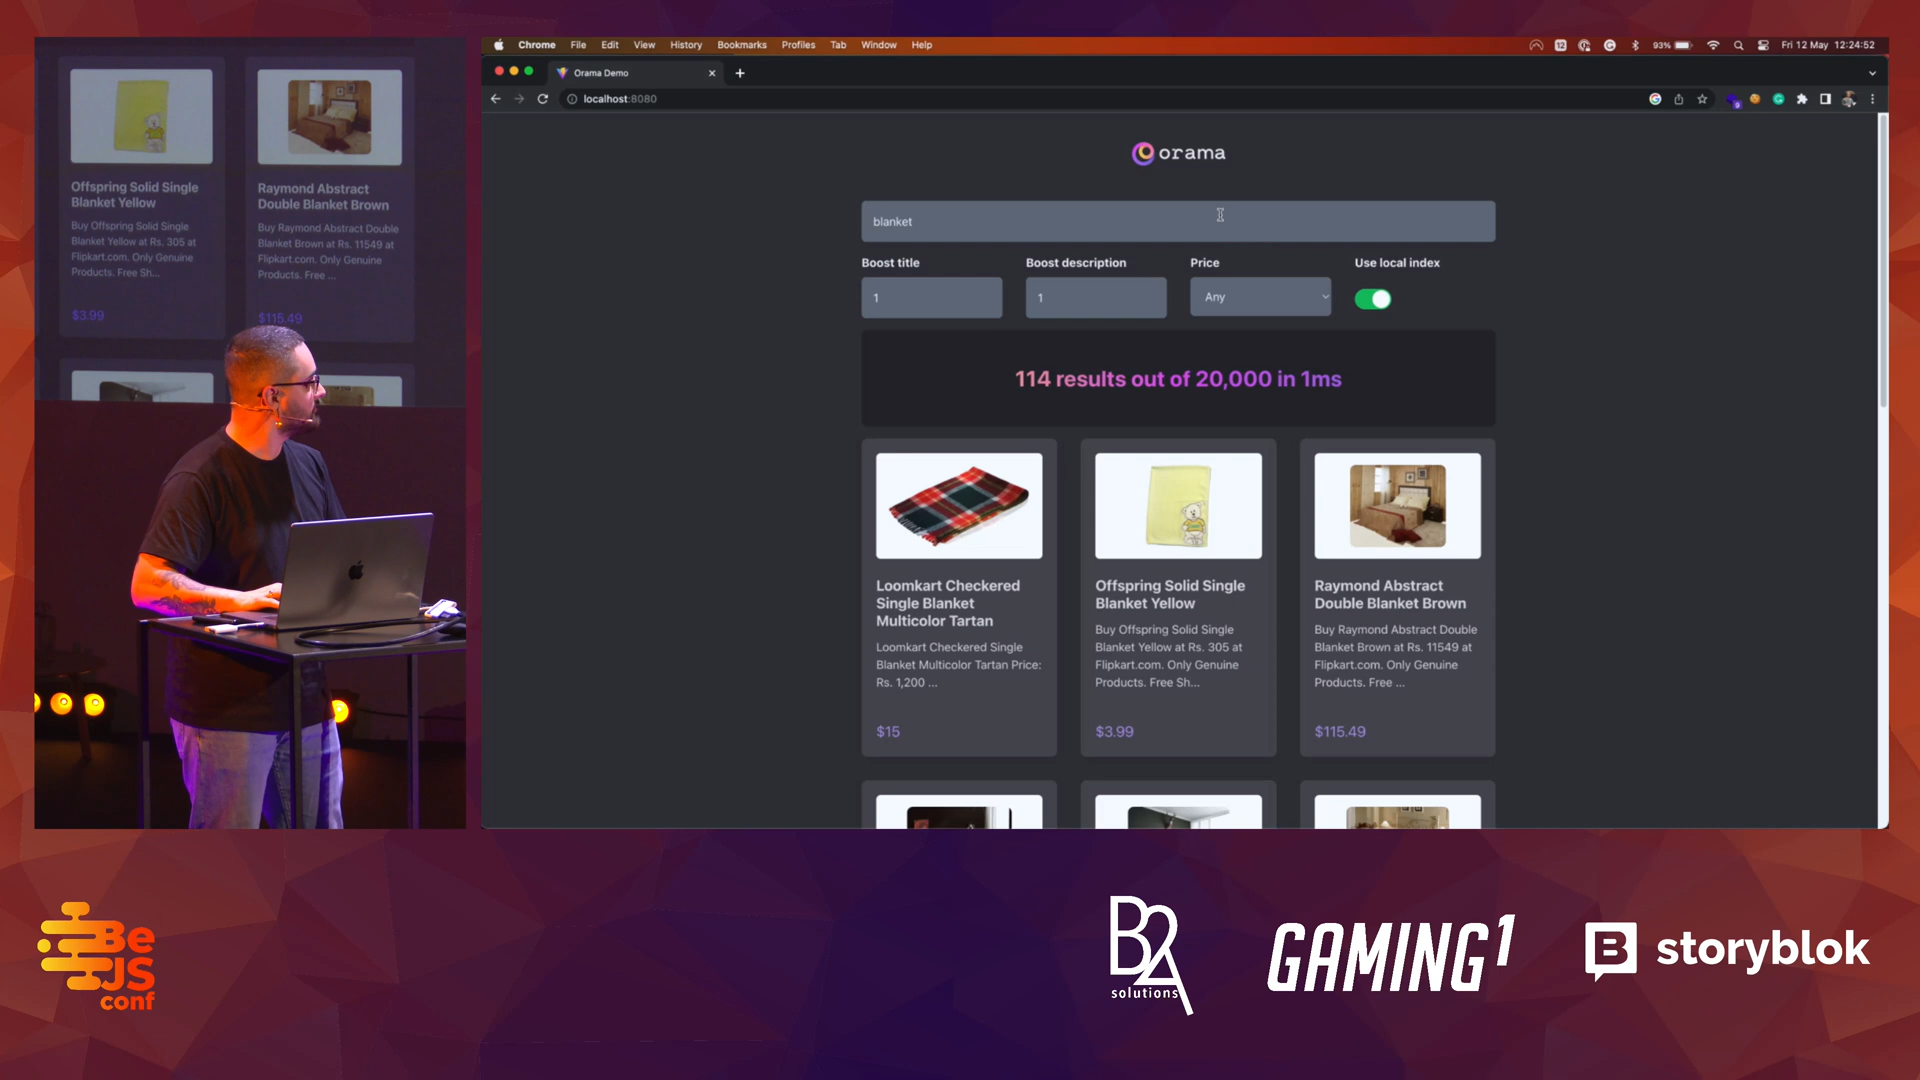 Offspring Solid Single
Blanket Yellow
Buy Offspring Solid Single
Blanket Yellow at Rs. 305 at
Flipkart.com. Only Genuine
Products. Free Sh...
$3.99
Raymond Abstract
Double Blanket Brown
Buy Raymond Abstract Double
Blanket Brown at Rs. 11549 at
Flipkart.com. Only Genuine
Products. Free ...
$115.49
Chrome File Edit View History Bookmarks Profiles Tab Window Help
12 93% Fri 12 May 12:24:52
Orama Demo
localhost:8080
orama
blanket
Boost title Boost description Price Use local index
1 1 Any
114 results out of 20,000 in 1ms
Loomkart Checkered
Single Blanket
Multicolor Tartan
Loomkart Checkered Single
Blanket Multicolor Tartan Price:
Rs. 1,200 ...
$15
Offspring Solid Single
Blanket Yellow
Buy Offspring Solid Single
Blanket Yellow at Rs. 305 at
Flipkart.com. Only Genuine
Products. Free Sh...
$3.99
Raymond Abstract
Double Blanket Brown
Buy Raymond Abstract Double
Blanket Brown at Rs. 11549 at
Flipkart.com. Only Genuine
Products. Free ...
$115.49
Be
JS
conf
B2A
solutions
GAMING1
storyblok